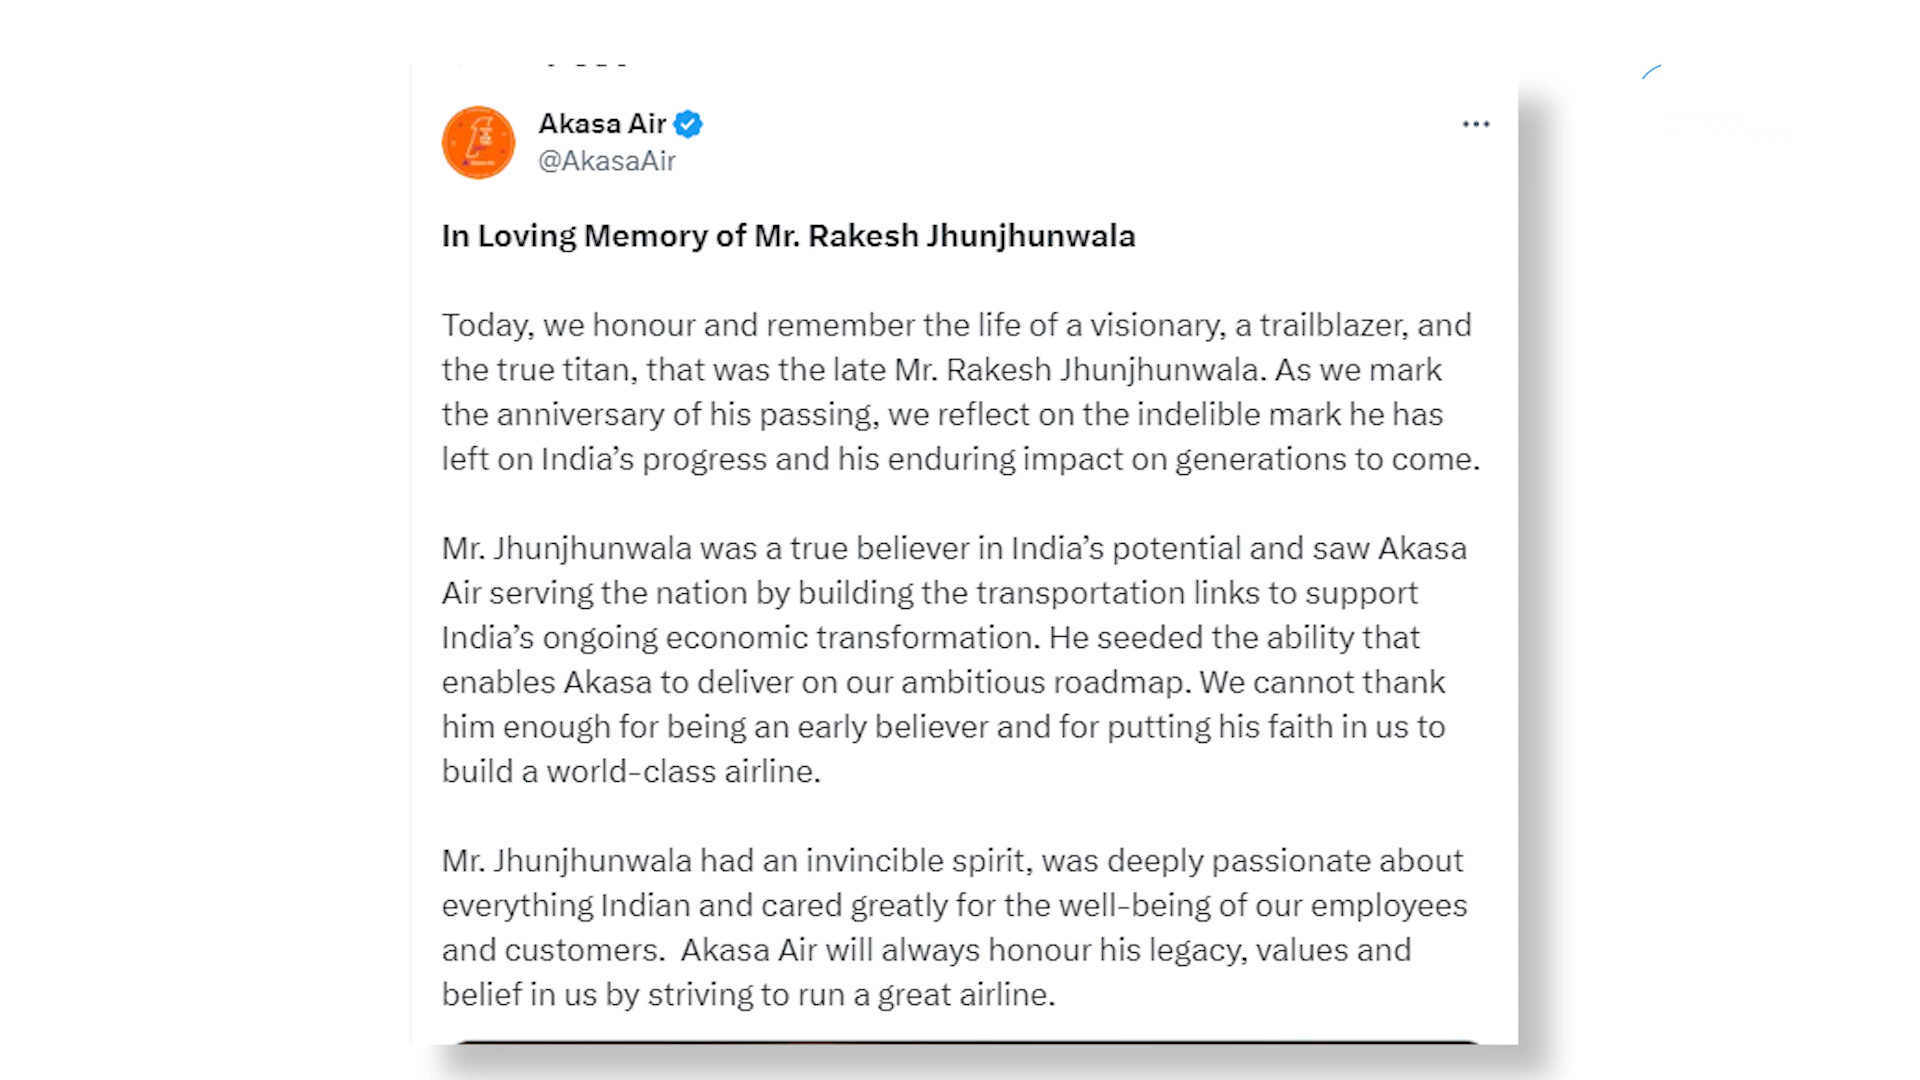 Akasa Air
@AkasaAir
In Loving Memory of Mr. Rakesh Jhunjhunwala
Today, we honour and remember the life of a visionary, a trailblazer, and
the true titan, that was the late Mr. Rakesh Jhunjhunwala. As we mark
the anniversary of his passing, we reflect on the indelible mark he has
left on India’s progress and his enduring impact on generations to come.
Mr. Jhunjhunwala was a true believer in India’s potential and saw Akasa
Air serving the nation by building the transportation links to support
India’s ongoing economic transformation. He seeded the ability that
enables Akasa to deliver on our ambitious roadmap. We cannot thank
him enough for being an early believer and for putting his faith in us to
build a world-class airline.
Mr. Jhunjhunwala had an invincible spirit, was deeply passionate about
everything Indian and cared greatly for the well-being of our employees
and customers.  Akasa Air will always honour his legacy, values and
belief in us by striving to run a great airline.